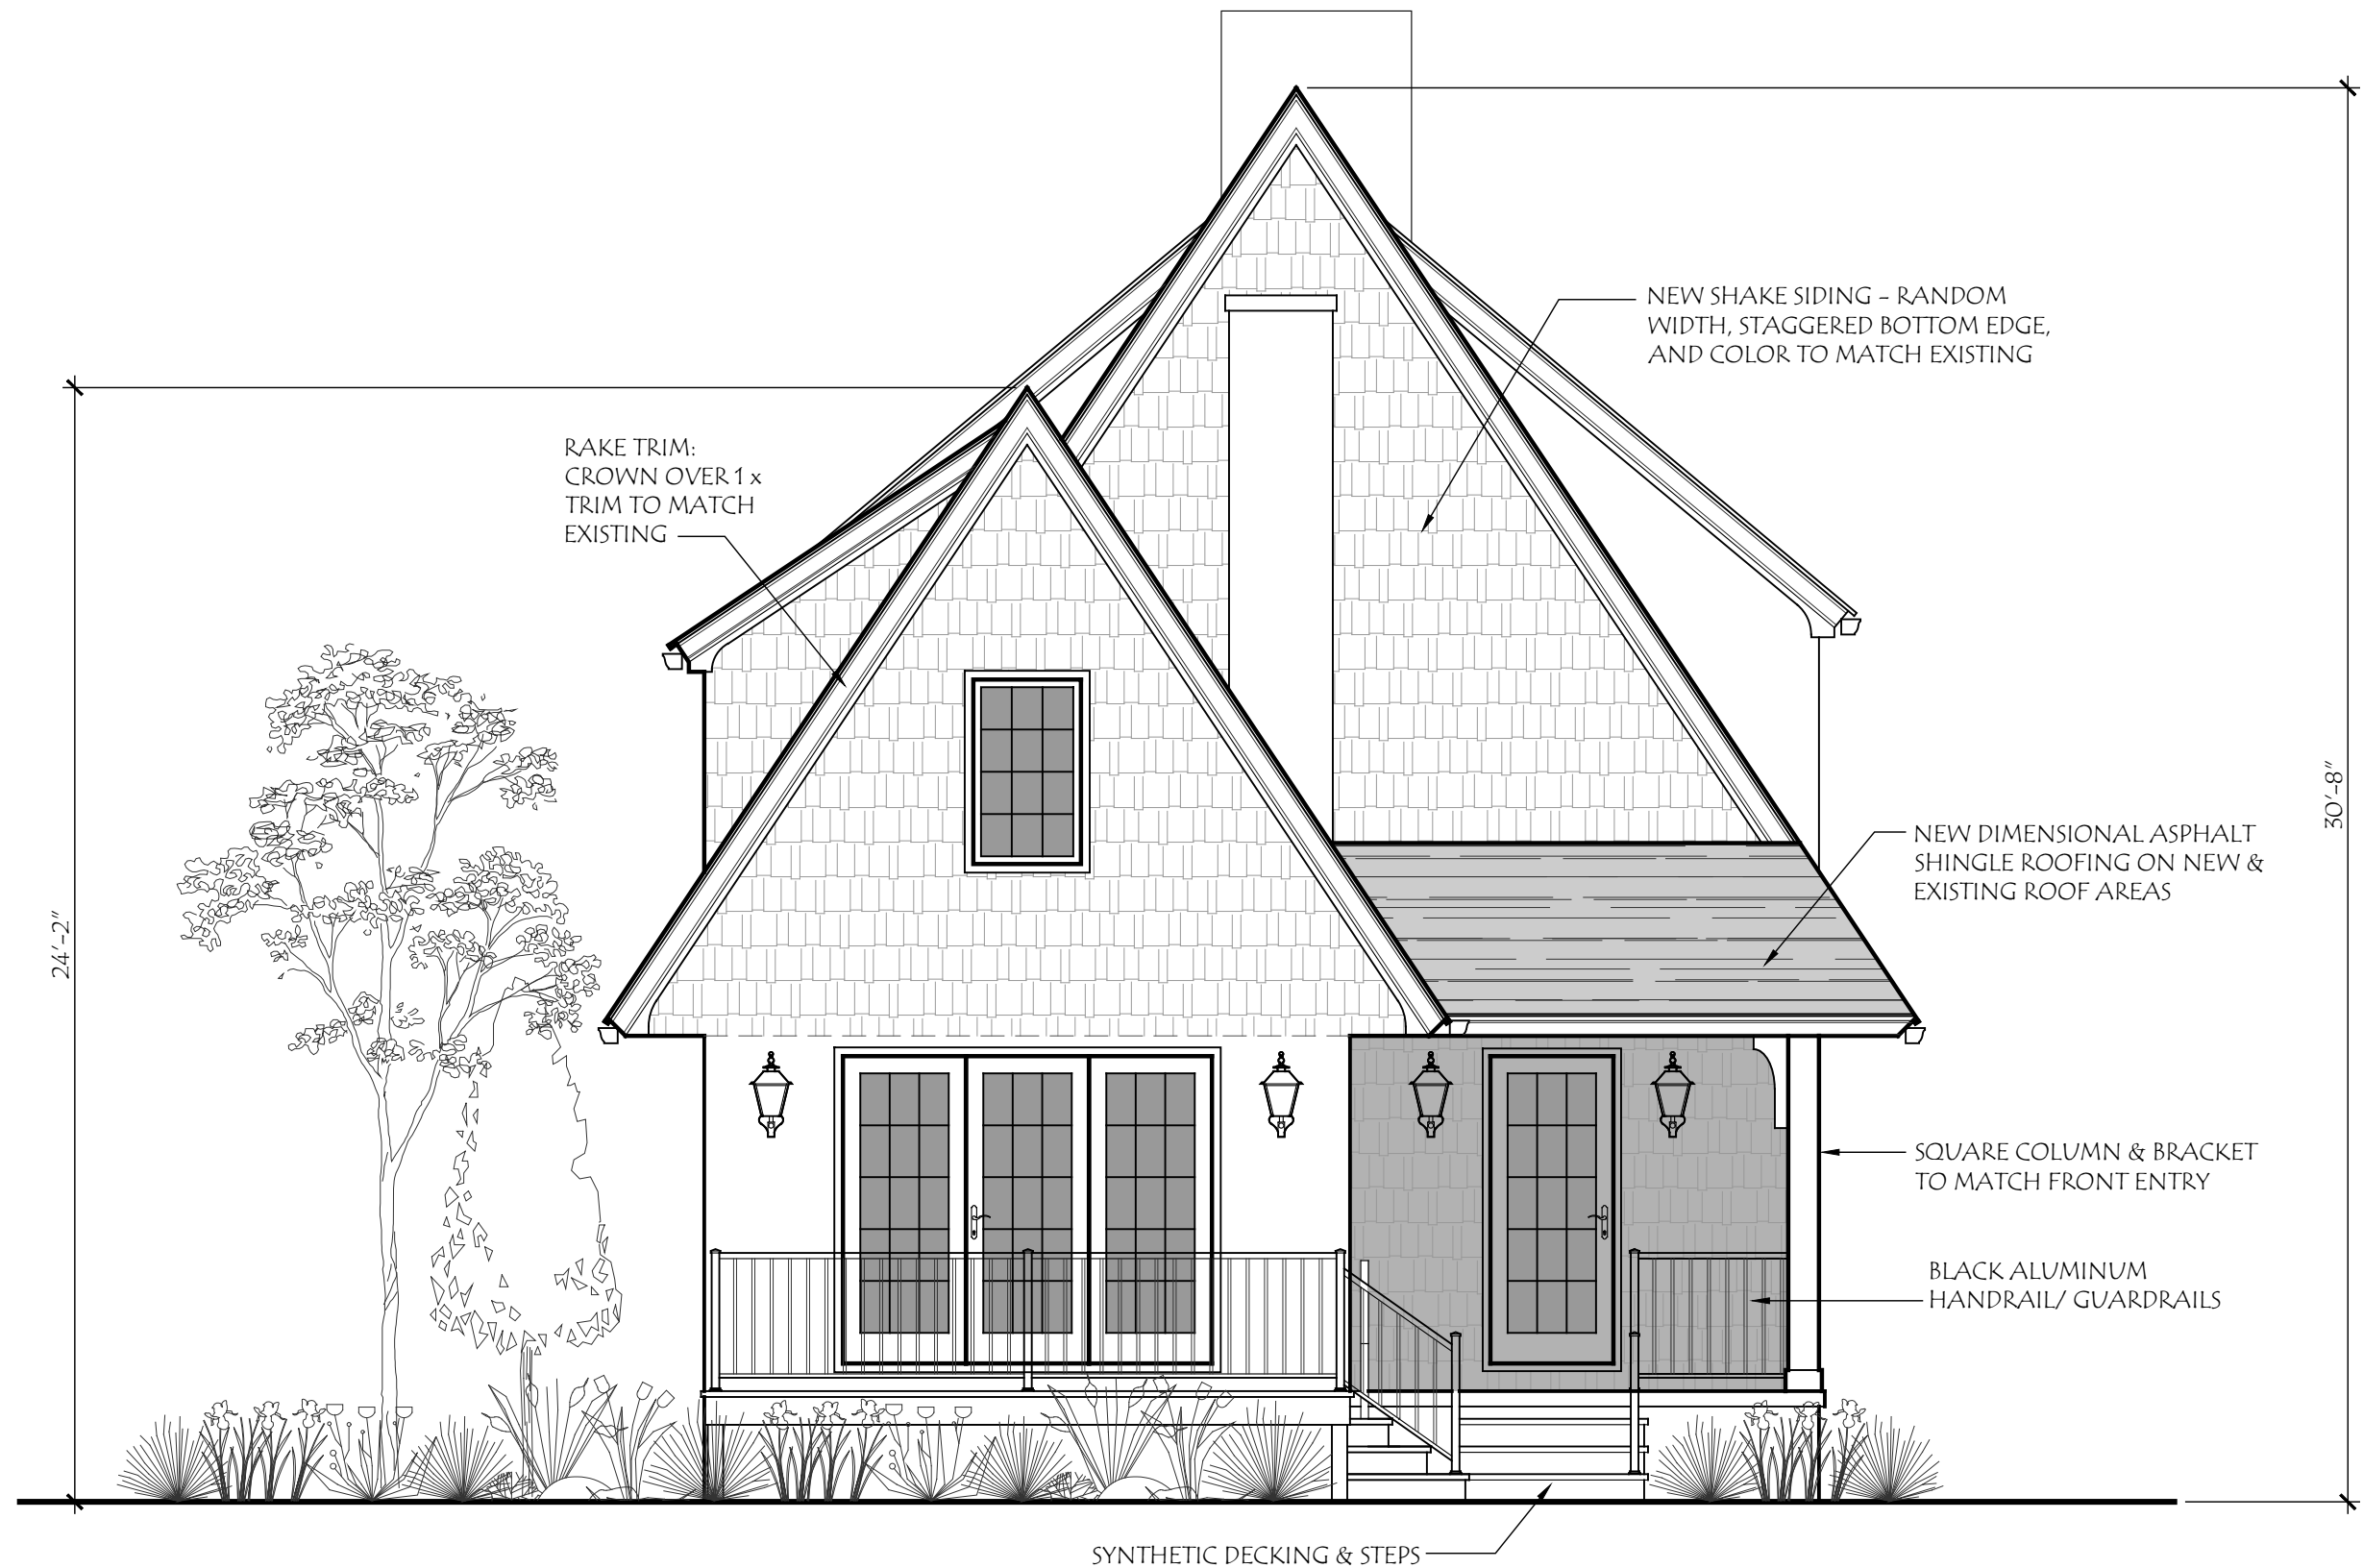 NEW SHAKE SIDING - RANDOM
WIDTH, STAGGERED BOTTOM EDGE,
AND COLOR TO MATCH EXISTING
RAKE TRIM:
CROWN OVER 1 x
TRIM TO MATCH
EXISTING
30'-8"
NEW DIMENSIONAL ASPHALT
SHINGLE ROOFING ON NEW &
EXISTING ROOF AREAS
24'-2"
SQUARE COLUMN & BRACKET
TO MATCH FRONT ENTRY
BLACK ALUMINUM
HANDRAIL/ GUARDRAILS
SYNTHETIC DECKING & STEPS